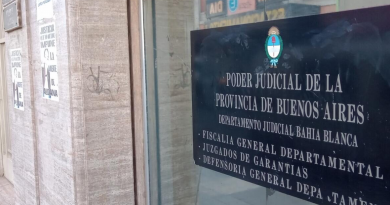 PODER JUDICIAL DE LA
PROVINCIA DE BUENOS AIRES
DEPARTAMENTO JUDICIAL BAHIA BLANCA
- FISCALIA GENERAL DEPARTAMENTAL
- JUZGADOS DE GARANTIAS
- DEFENSORIA GENERAL DEPA TAMEN